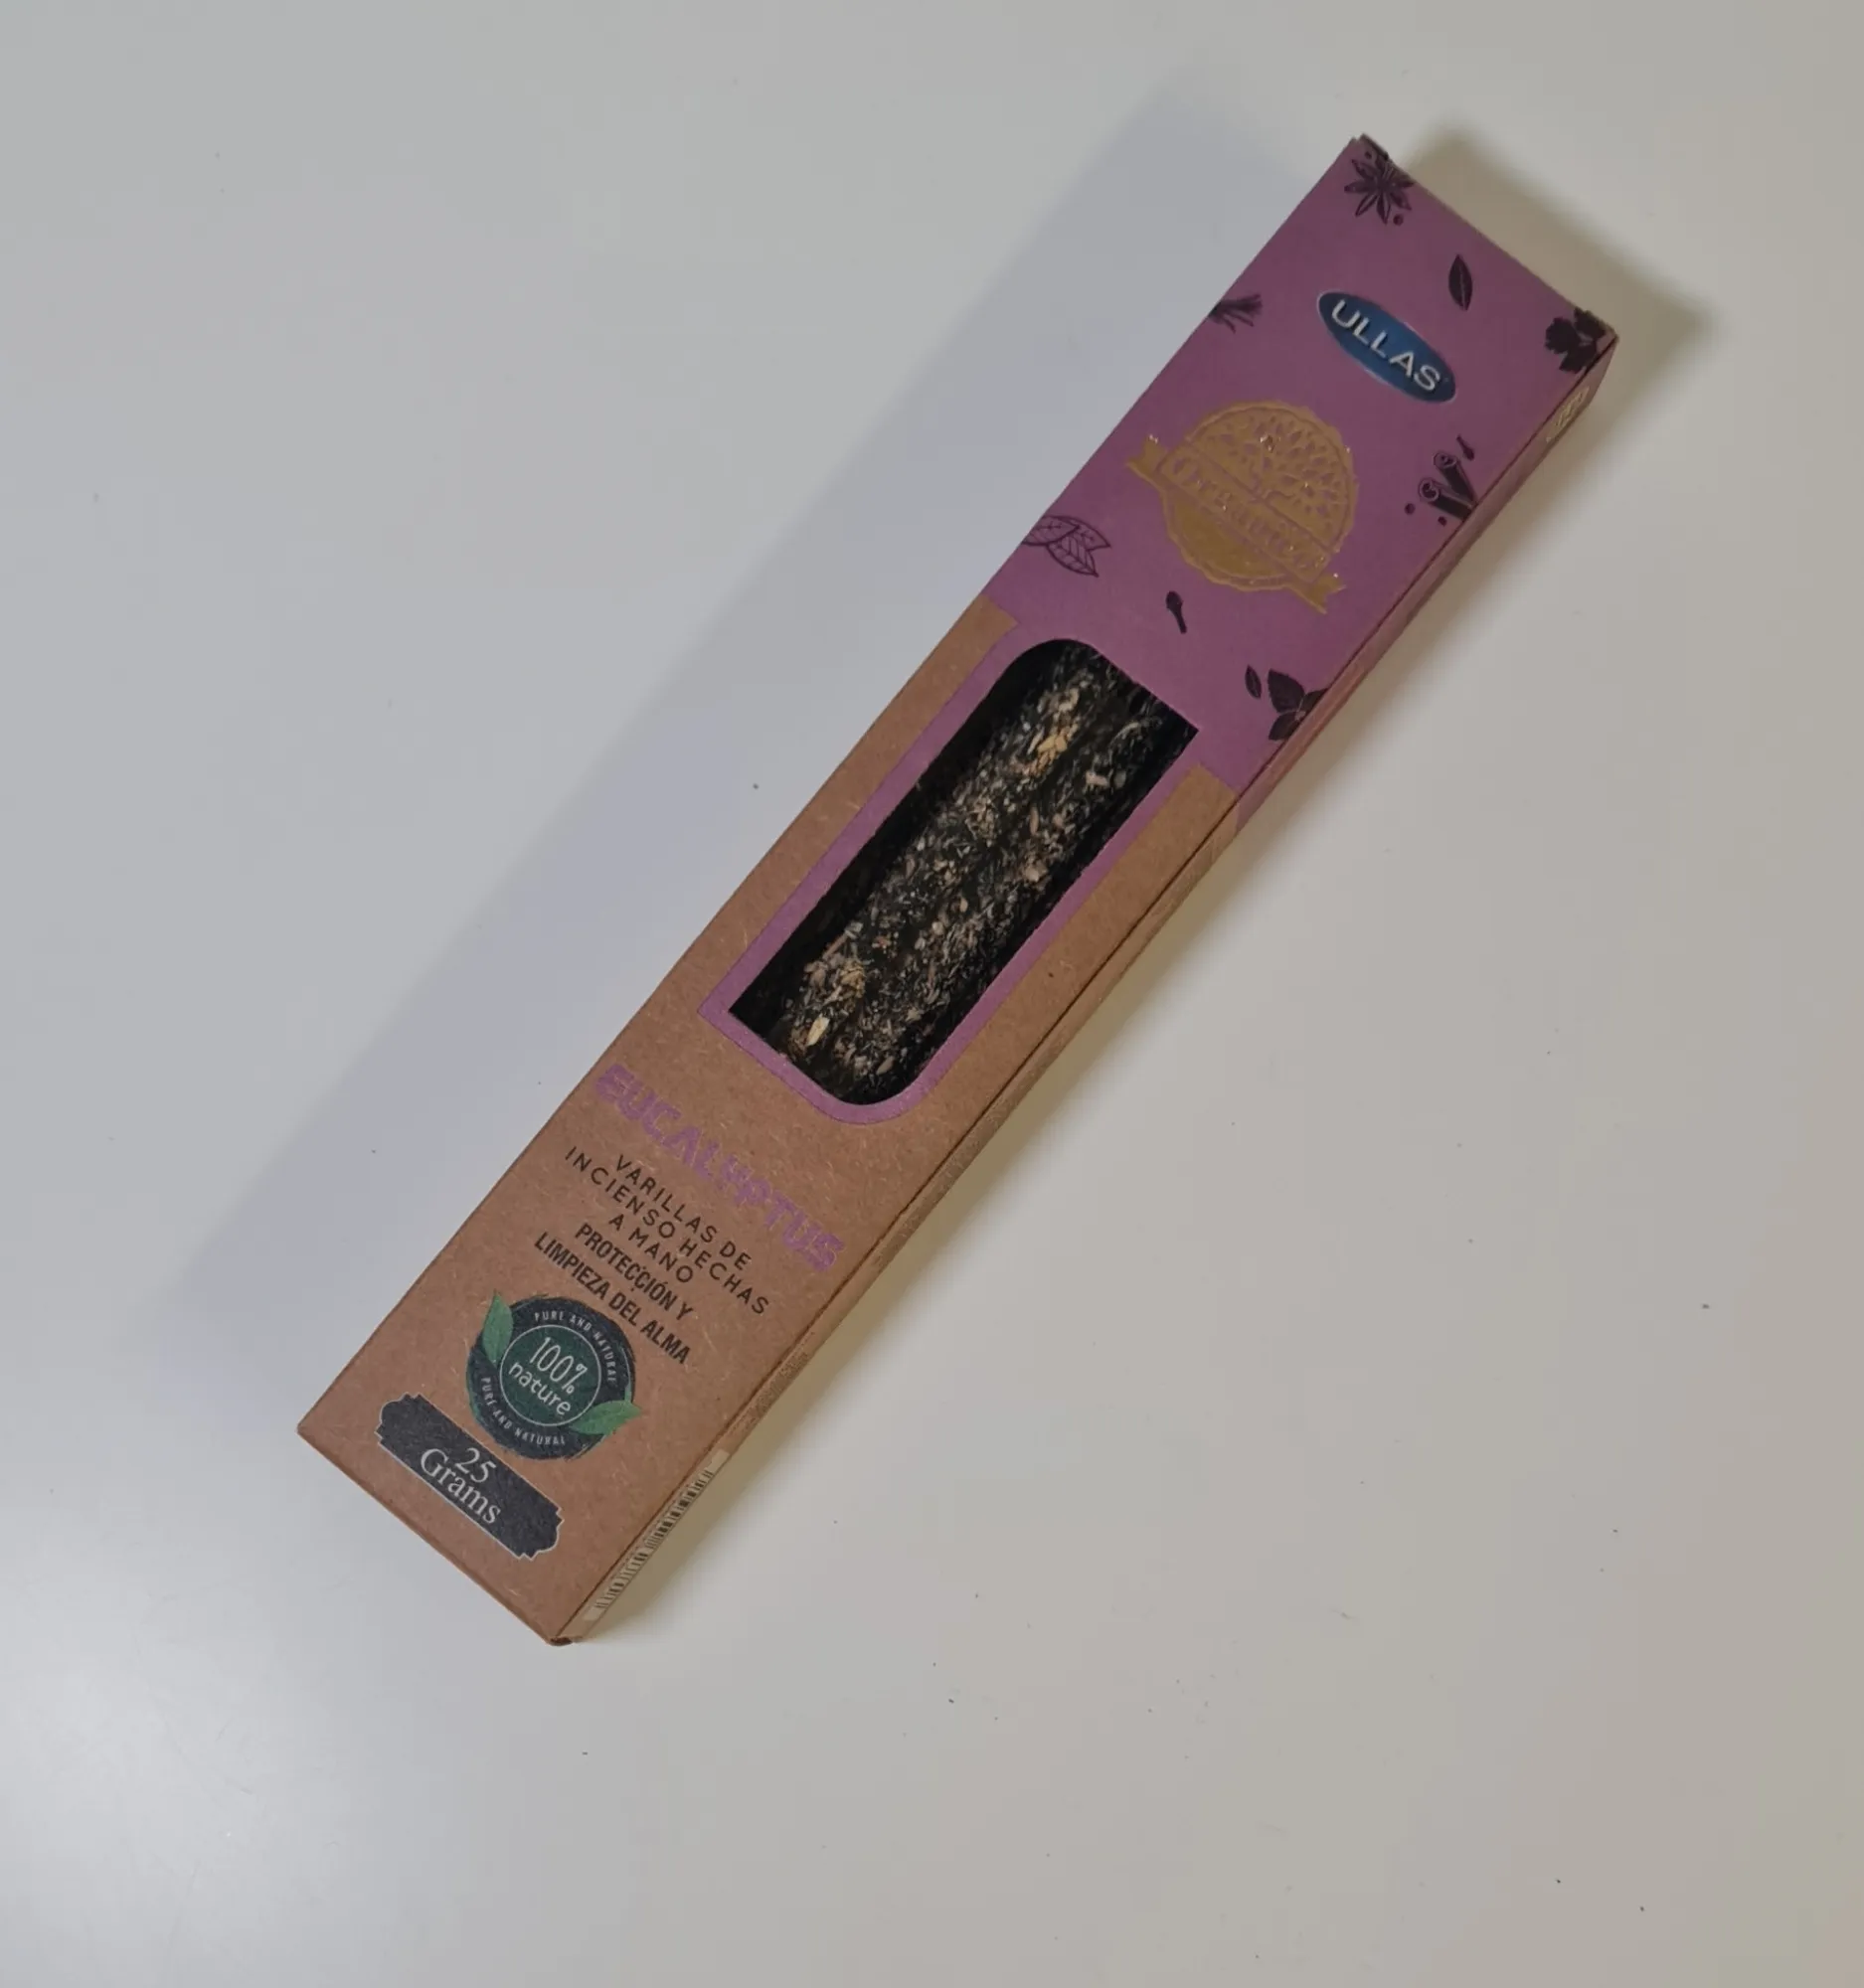 ULLAS
EUCALYPTUS
VARILLAS DE
INCIENSO HECHAS
A MANO
PROTECCIÓN Y
LIMPIEZA DEL ALMA
PURE AND NATURAL
100%
nature
PURE AND NATURAL
25
Grams